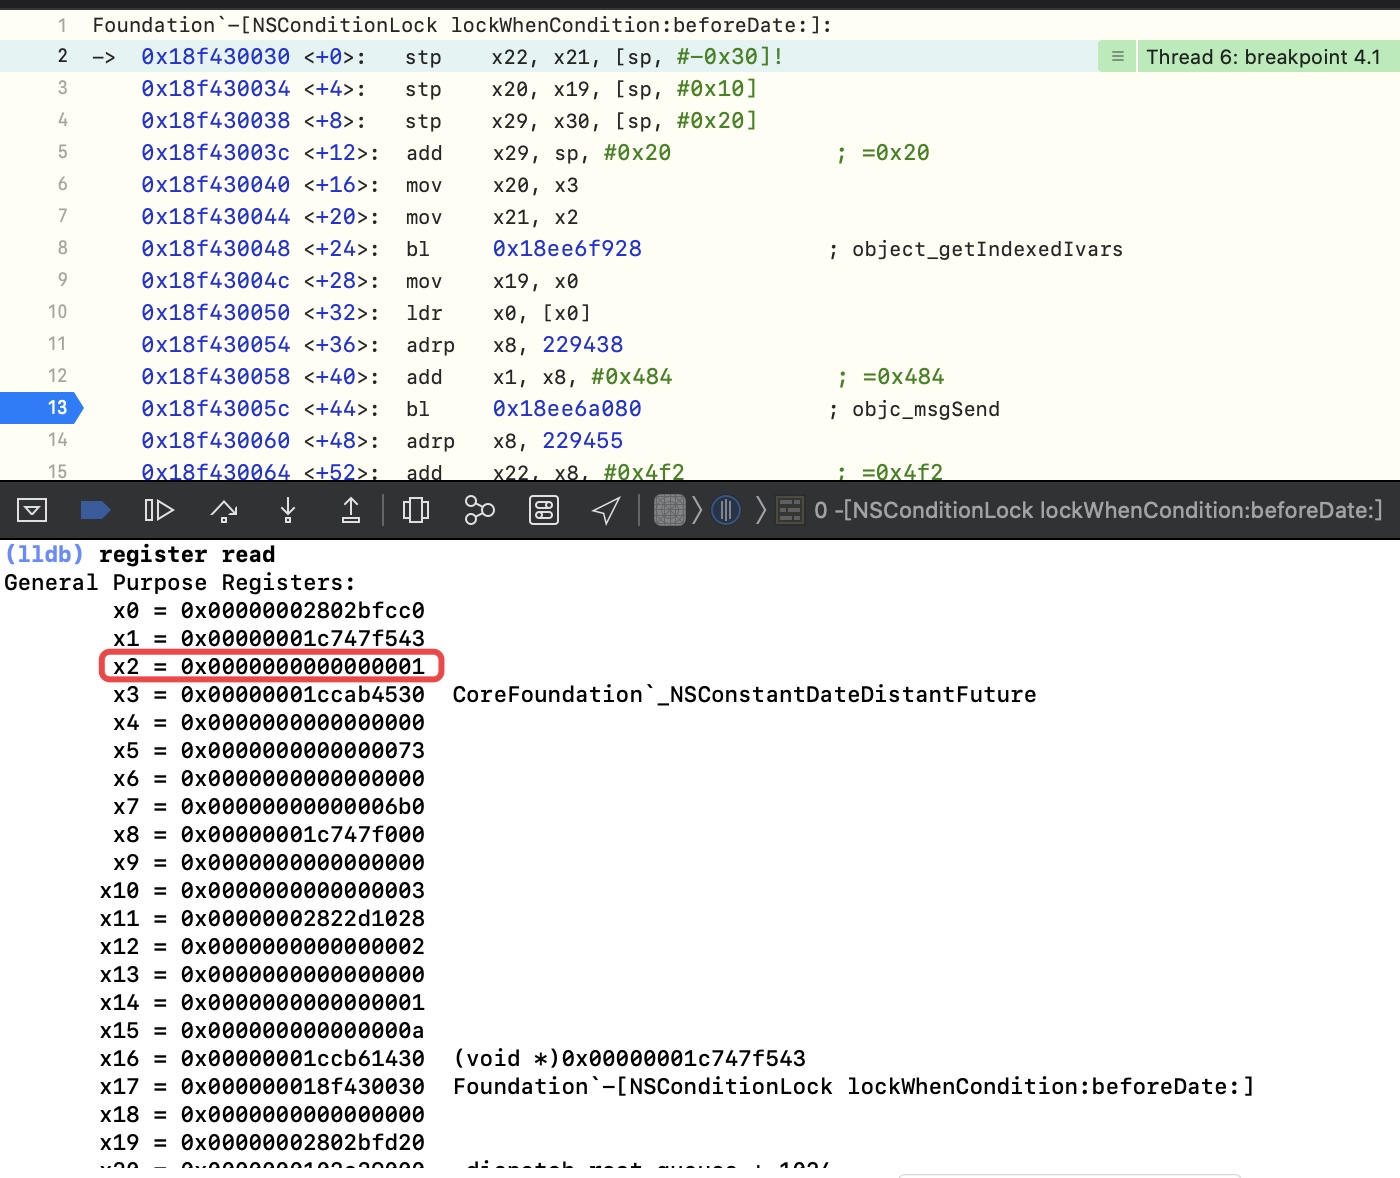 1 Foundation`-[NSConditionLock lockWhenCondition:beforeDate:]:
2 -> 0x18f430030 <+0>: stp x22, x21, [sp, #-0x30]! Thread 6: breakpoint 4.1
3 0x18f430034 <+4>: stp x20, x19, [sp, #0x10]
4 0x18f430038 <+8>: stp x29, x30, [sp, #0x20]
5 0x18f43003c <+12>: add x29, sp, #0x20 ; =0x20
6 0x18f430040 <+16>: mov x20, x3
7 0x18f430044 <+20>: mov x21, x2
8 0x18f430048 <+24>: bl 0x18ee6f928 ; object_getIndexedIvars
9 0x18f43004c <+28>: mov x19, x0
10 0x18f430050 <+32>: ldr x0, [x0]
11 0x18f430054 <+36>: adrp x8, 229438
12 0x18f430058 <+40>: add x1, x8, #0x484 ; =0x484
13 0x18f43005c <+44>: bl 0x18ee6a080 ; objc_msgSend
14 0x18f430060 <+48>: adrp x8, 229455
15 0x18f430064 <+52>: add x22, x8, #0x4f2 ; =0x4f2
0 -[NSConditionLock lockWhenCondition:beforeDate:]
(lldb) register read
General Purpose Registers:
x0 = 0x00000002802bfcc0
x1 = 0x00000001c747f543
x2 = 0x0000000000000001
x3 = 0x00000001ccab4530 CoreFoundation`_NSConstantDateDistantFuture
x4 = 0x0000000000000000
x5 = 0x0000000000000073
x6 = 0x0000000000000000
x7 = 0x00000000000006b0
x8 = 0x00000001c747f000
x9 = 0x0000000000000000
x10 = 0x0000000000000003
x11 = 0x00000002822d1028
x12 = 0x0000000000000002
x13 = 0x0000000000000000
x14 = 0x0000000000000001
x15 = 0x000000000000000a
x16 = 0x00000001ccb61430 (void *)0x00000001c747f543
x17 = 0x000000018f430030 Foundation`-[NSConditionLock lockWhenCondition:beforeDate:]
x18 = 0x0000000000000000
x19 = 0x00000002802bfd20